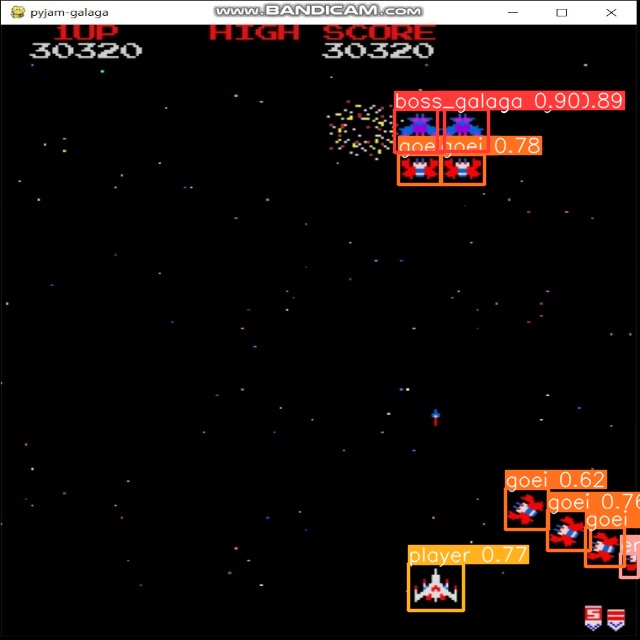 pyjam-galaga
www.BANDICAM.com
1UP HIGH SCORE
30320 30320
boss_galaga 0.90 0.89
goei goei 0.78
goei 0.62
goei 0.76
goei
player 0.77
5